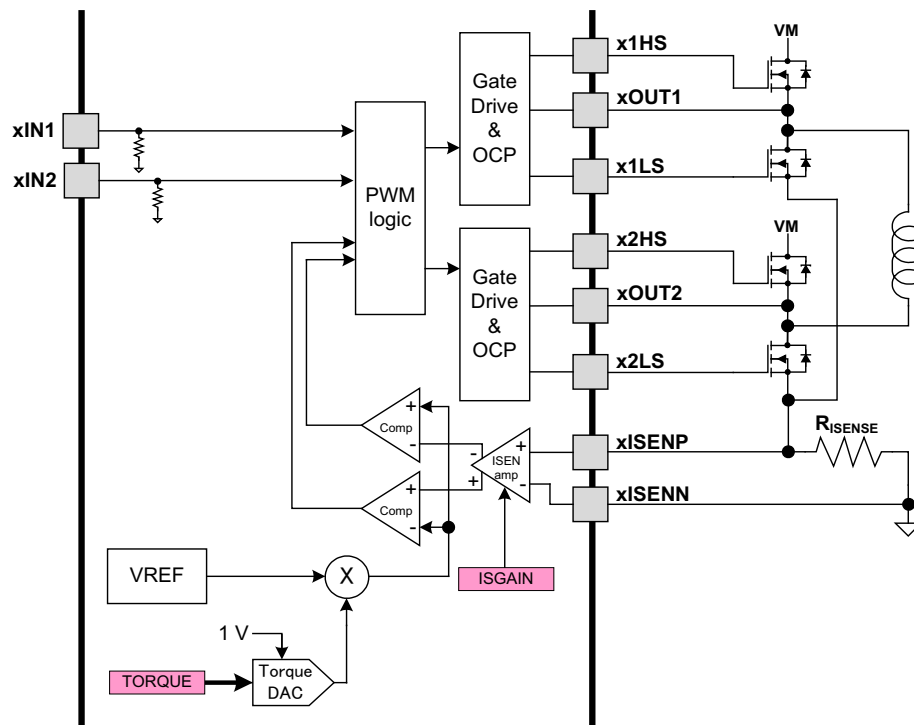 x1HS
VM
Gate
Drive
&
OCP
xOUT1
xIN1
xIN2
x1LS
PWM
logic
x2HS
VM
Gate
Drive
&
OCP
xOUT2
x2LS
+
Comp
-
xISENP
RISENSE
-
+
ISEN
amp
+
-
xISENN
+
Comp
-
VREF
X
ISGAIN
1 V
TORQUE
Torque
DAC